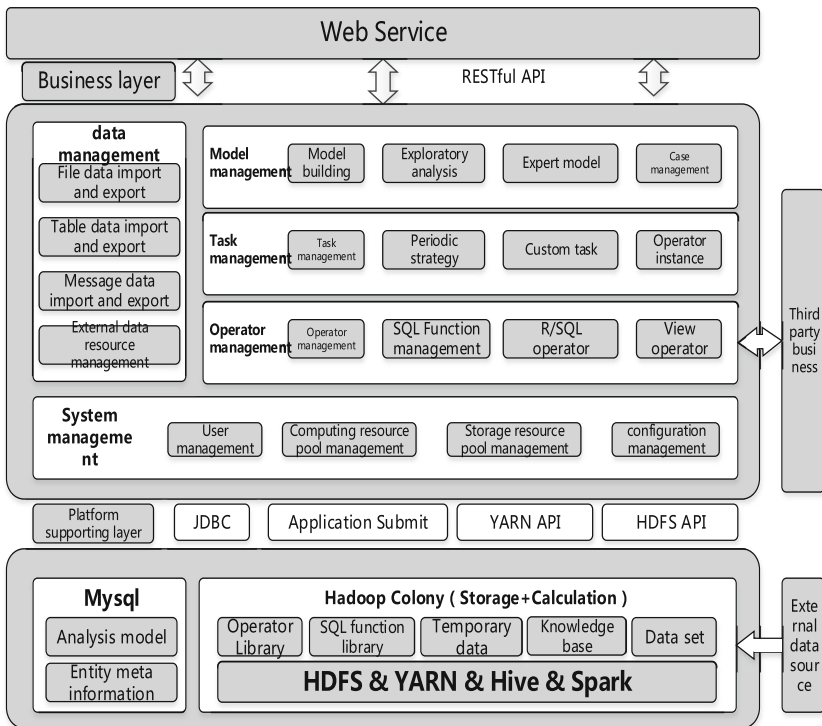 Web Service
Business layer
RESTful API
data
management
File data import
and export
Table data import
and export
Message data
import and export
External data
resource
management
Model
management
Model
building
Exploratory
analysis
Expert model
Case
management
Task
management
Task
management
Periodic
strategy
Custom task
Operator
instance
Operator
management
Operator
management
SQL Function
management
R/SQL
operator
View
operator
System
manageme
nt
User
management
Computing resource
pool management
Storage resource
pool management
configuration
management
Third
party
busi
ness
Platform
supporting layer
JDBC
Application Submit
YARN API
HDFS API
Mysql
Analysis model
Entity meta
information
Hadoop Colony ( Storage+Calculation )
Operator
Library
SQL function
library
Temporary
data
Knowledge
base
Data set
HDFS & YARN & Hive & Spark
Exte
rnal
data
sour
ce